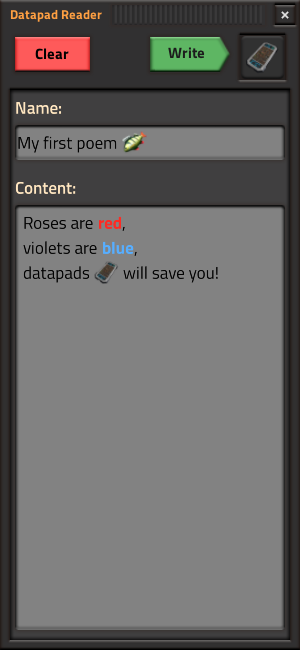 Datapad Reader
Clear
Write
Name:
My first poem
Content:
Roses are red,
violets are blue,
datapads will save you!